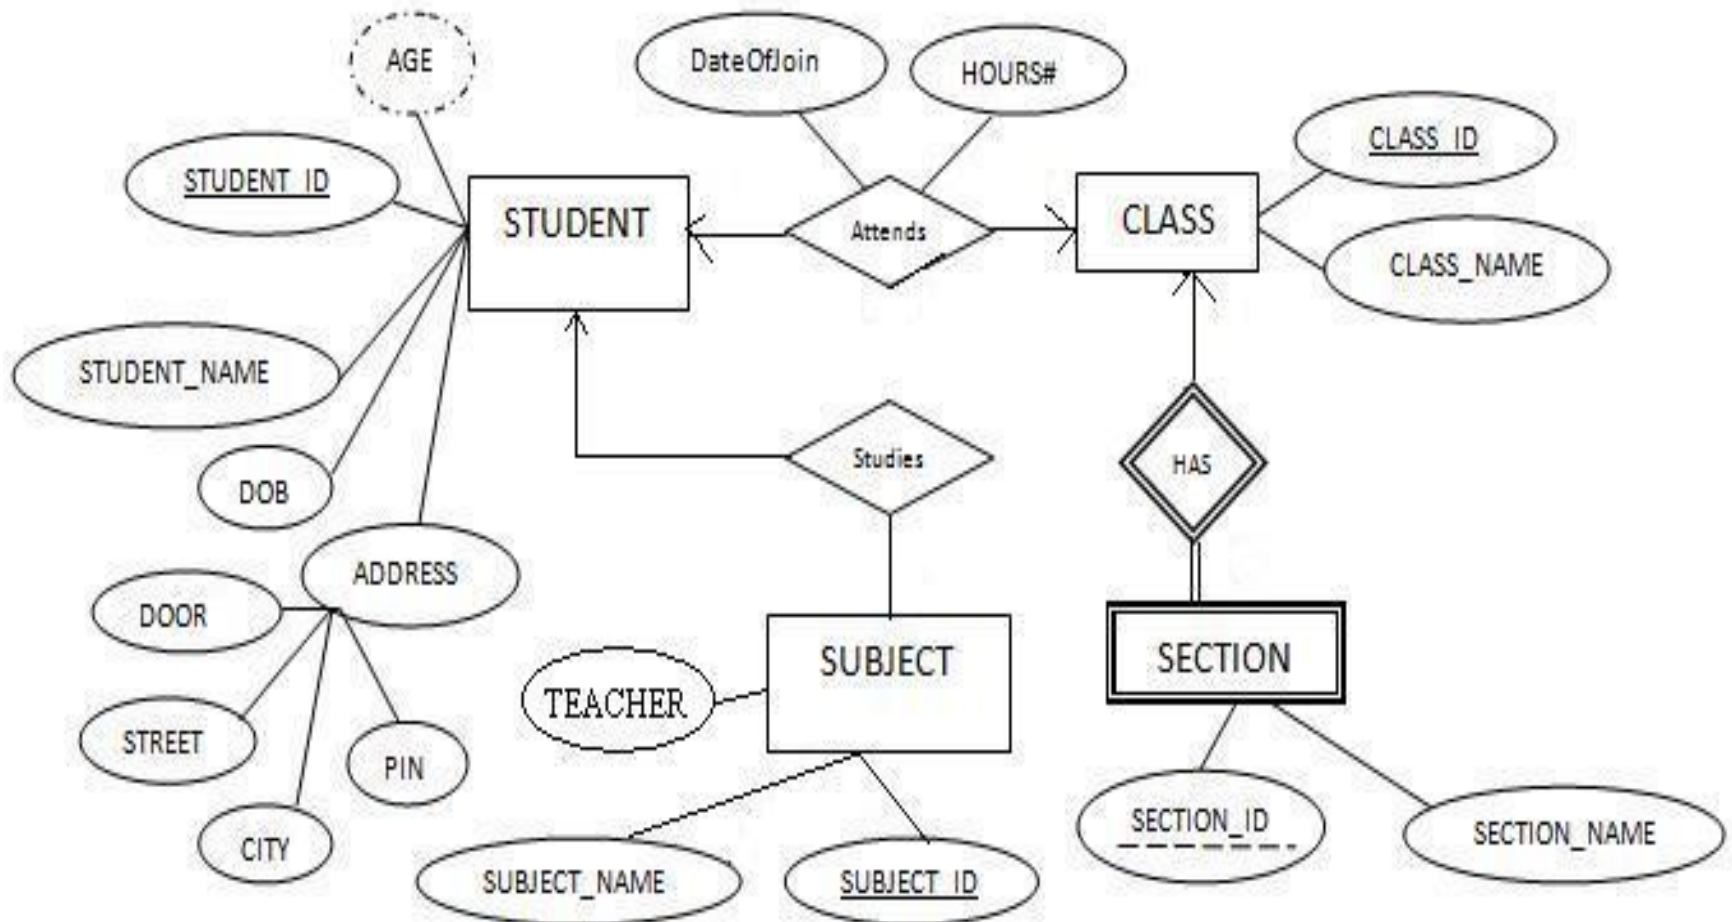 AGE
DateOfJoin
HOURS#
CLASS_ID
STUDENT_ID
STUDENT
Attends
CLASS
CLASS_NAME
STUDENT_NAME
DOB
Studies
HAS
ADDRESS
DOOR
SUBJECT
SECTION
TEACHER
STREET
PIN
CITY
SECTION_ID
SECTION_NAME
SUBJECT_NAME
SUBJECT_ID